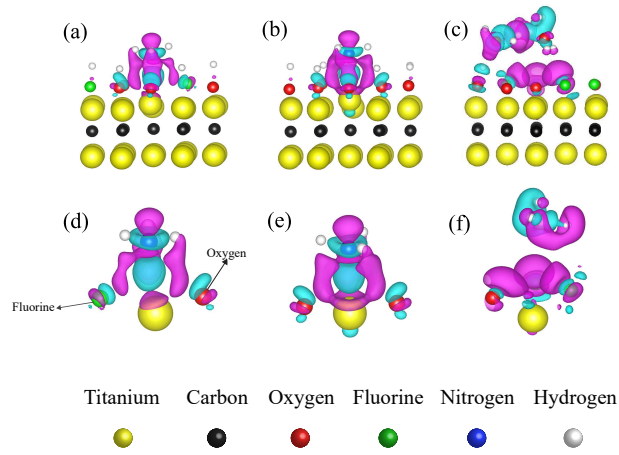 (a) (b) (c)
(d) (e) (f)
Oxygen
Fluorine
Titanium Carbon Oxygen Fluorine Nitrogen Hydrogen